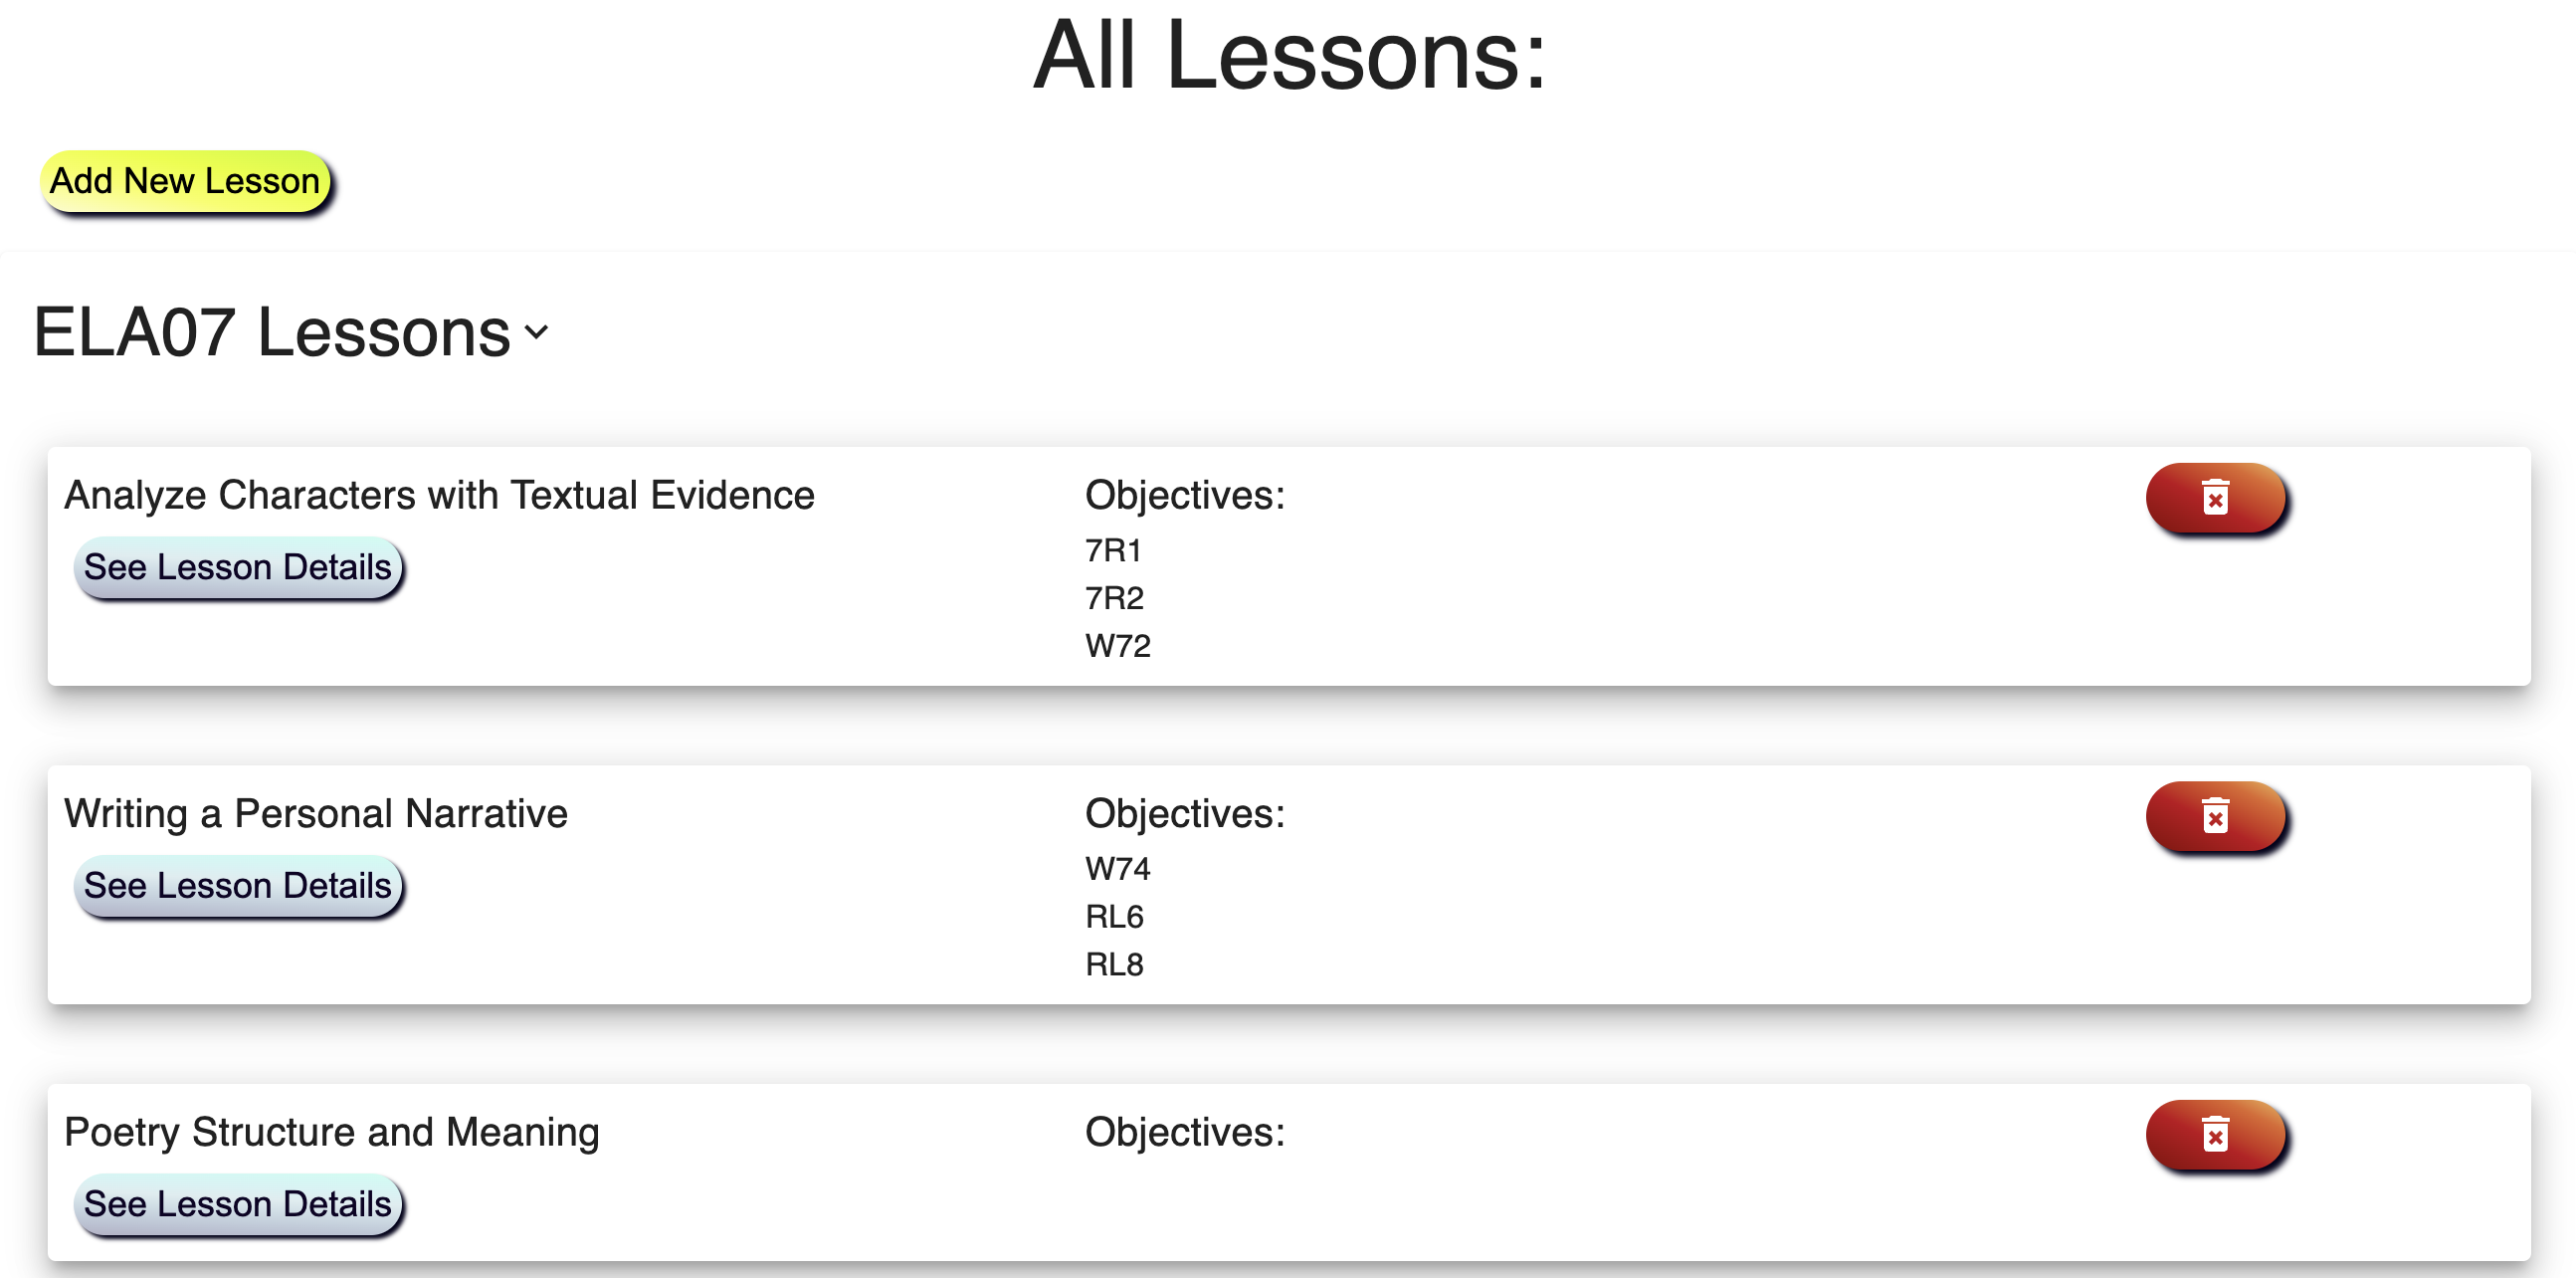 All Lessons:
Add New Lesson
ELA07 Lessons
Analyze Characters with Textual Evidence
See Lesson Details
Objectives:
7R1
7R2
W72
Writing a Personal Narrative
See Lesson Details
Objectives:
W74
RL6
RL8
Poetry Structure and Meaning
See Lesson Details
Objectives: